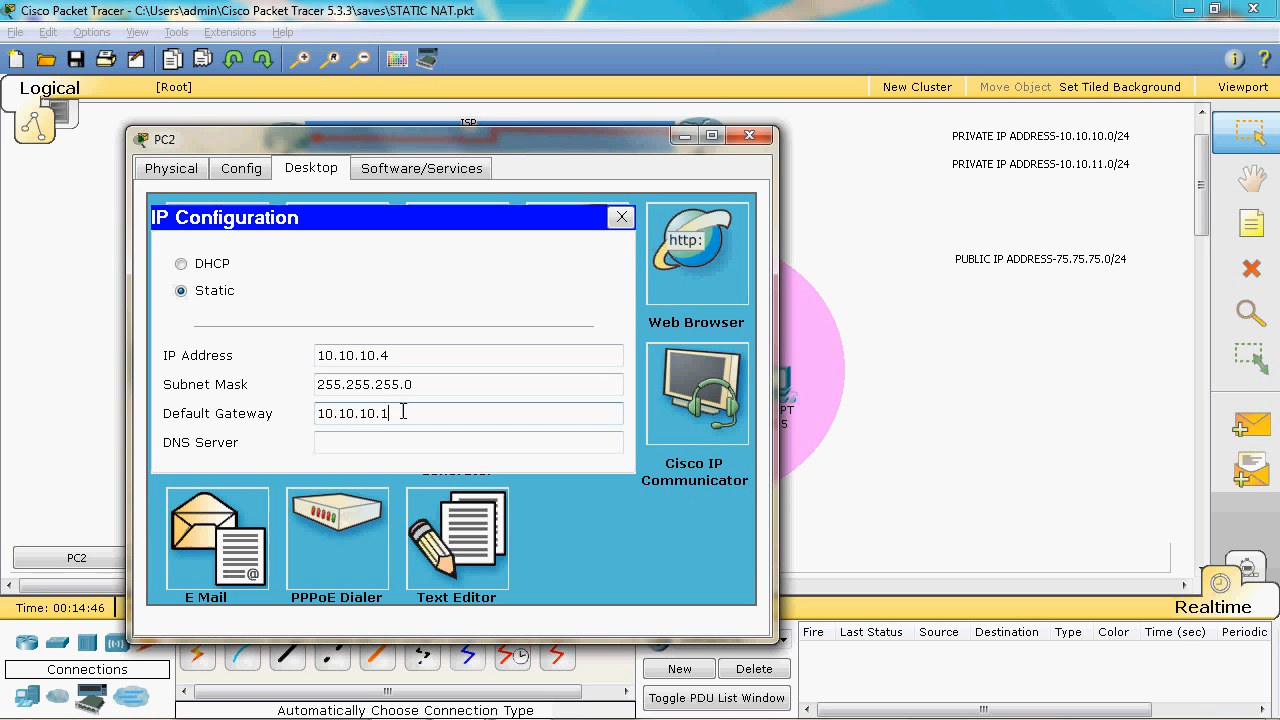 Cisco Packet Tracer - C:\Users\admin\Cisco Packet Tracer 5.3.3\saves\STATIC NAT.pkt
File Edit Options View Tools Extensions Help
Logical [Root] New Cluster Move Object Set Tiled Background Viewport
ISP
PRIVATE IP ADDRESS-10.10.10.0/24
PRIVATE IP ADDRESS-10.10.11.0/24
PUBLIC IP ADDRESS-75.75.75.0/24
PC2
Physical Config Desktop Software/Services
IP Configuration X
http:
DHCP
Static
Web Browser
IP Address 10.10.10.4
Subnet Mask 255.255.255.0
Default Gateway 10.10.10.1
DNS Server
PT
5
Cisco IP
Communicator
E Mail PPPoE Dialer Text Editor
PC2
Time: 00:14:46
Realtime
Fi Last Status Source Destination Type Color Time (sec) Periodic
Connections
New Delete
Toggle PDU List Window
Automatically Choose Connection Type